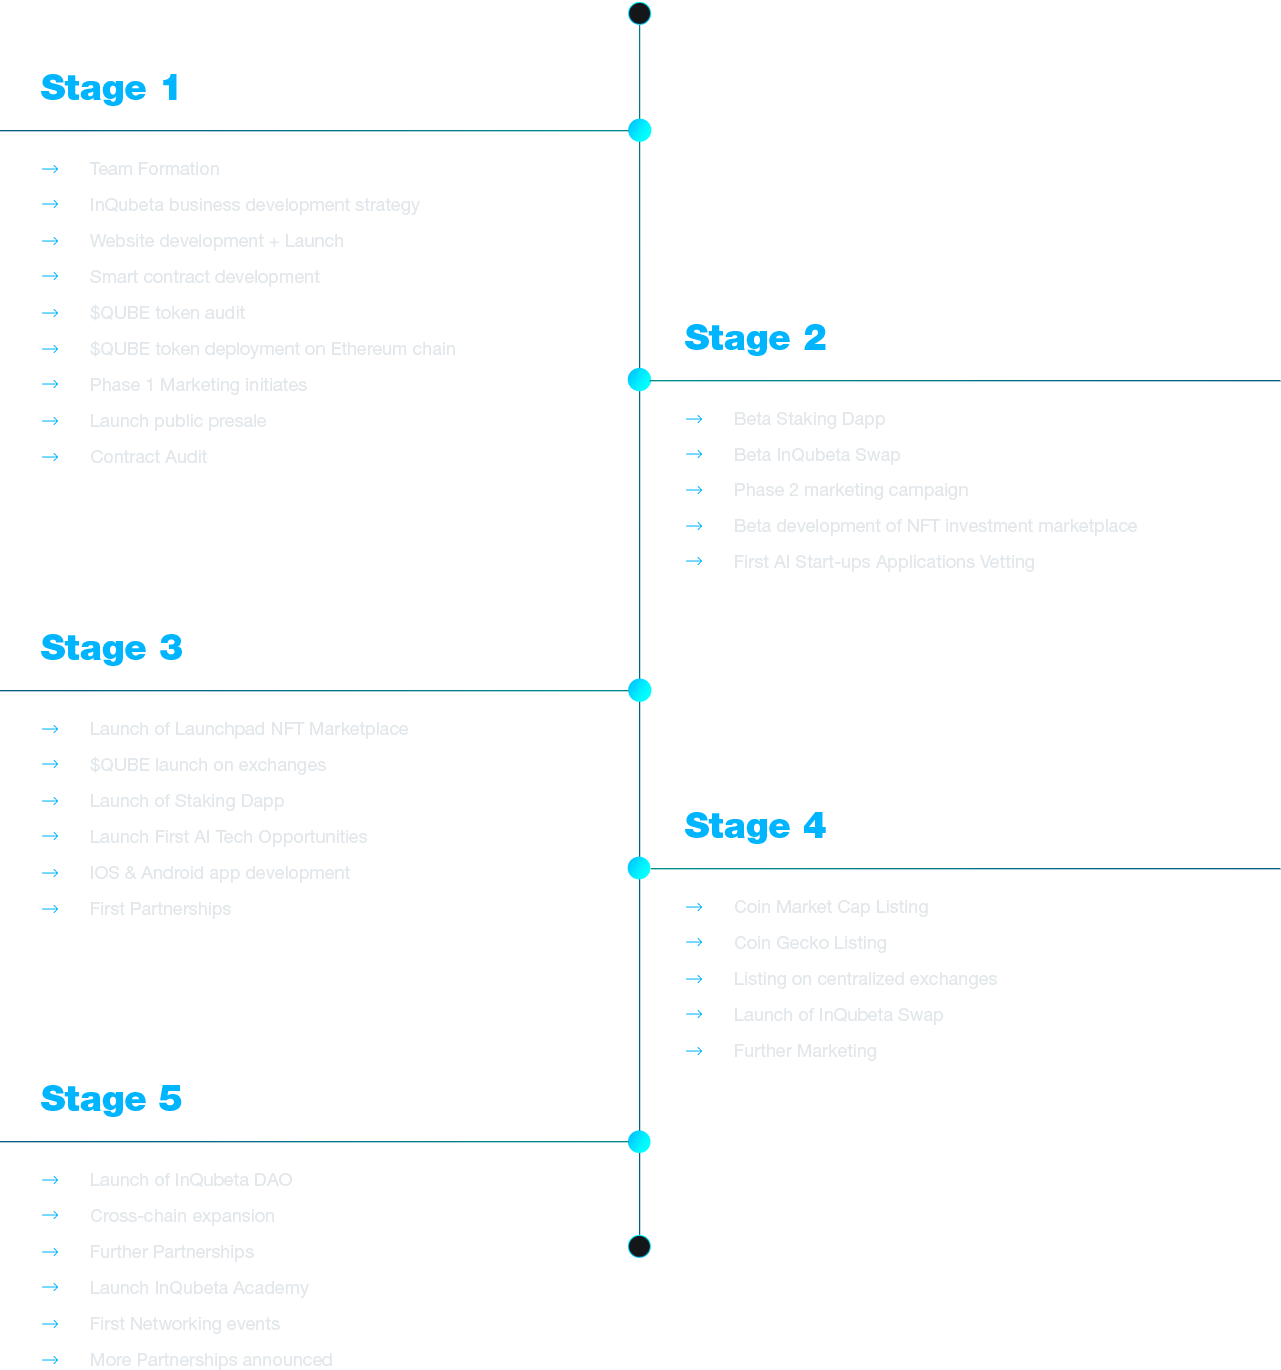 Stage 1
Team Formation
InQubeta business development strategy
Website development + Launch
Smart contract development
$QUBE token audit
$QUBE token deployment on Ethereum chain
Phase 1 Marketing initiates
Launch public presale
Contract Audit
Stage 2
Beta Staking Dapp
Beta InQubeta Swap
Phase 2 marketing campaign
Beta development of NFT investment marketplace
First AI Start-ups Applications Vetting
Stage 3
Launch of Launchpad NFT Marketplace
$QUBE launch on exchanges
Launch of Staking Dapp
Launch First AI Tech Opportunities
IOS & Android app development
First Partnerships
Stage 4
Coin Market Cap Listing
Coin Gecko Listing
Listing on centralized exchanges
Launch of InQubeta Swap
Further Marketing
Stage 5
Launch of InQubeta DAO
Cross-chain expansion
Further Partnerships
Launch InQubeta Academy
First Networking events
More Partnerships announced